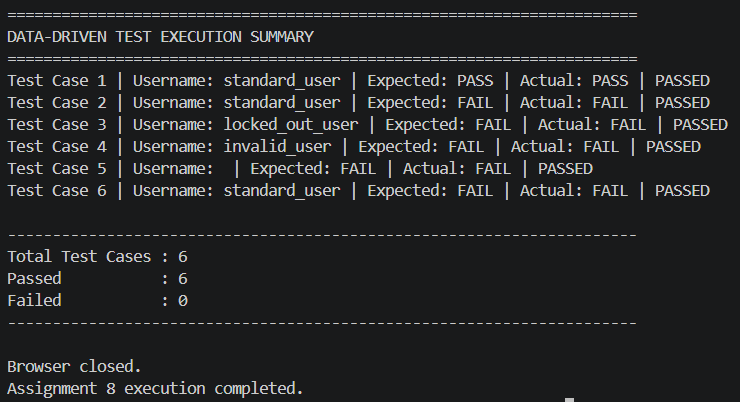 ======================================================================
DATA-DRIVEN TEST EXECUTION SUMMARY
======================================================================
Test Case 1 | Username: standard_user | Expected: PASS | Actual: PASS | PASSED
Test Case 2 | Username: standard_user | Expected: FAIL | Actual: FAIL | PASSED
Test Case 3 | Username: locked_out_user | Expected: FAIL | Actual: FAIL | PASSED
Test Case 4 | Username: invalid_user | Expected: FAIL | Actual: FAIL | PASSED
Test Case 5 | Username:  | Expected: FAIL | Actual: FAIL | PASSED
Test Case 6 | Username: standard_user | Expected: FAIL | Actual: FAIL | PASSED
----------------------------------------------------------------------
Total Test Cases : 6
Passed           : 6
Failed           : 0
----------------------------------------------------------------------
Browser closed.
Assignment 8 execution completed.